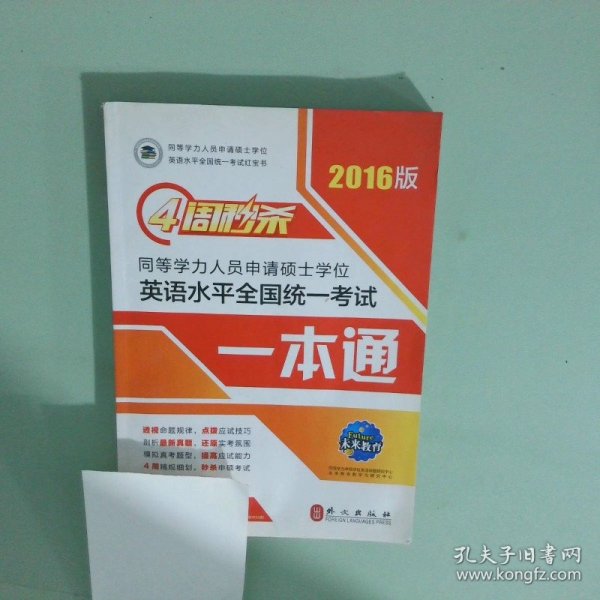 同等学力人员申请硕士学位
英语水平全国统一考试红宝书
2016版
4周秒杀
同等学力人员申请硕士学位
英语水平全国统一考试
一本通
透视命题规律,点拨应试技巧
剖析最新真题,还原实考氛围
模拟真考题型,提高应试能力
4周精规细划,秒杀申硕考试
Future
未来教育
外文出版社
FOREIGN LANGUAGES PRESS
孔夫子旧书网
www.kongfz.com